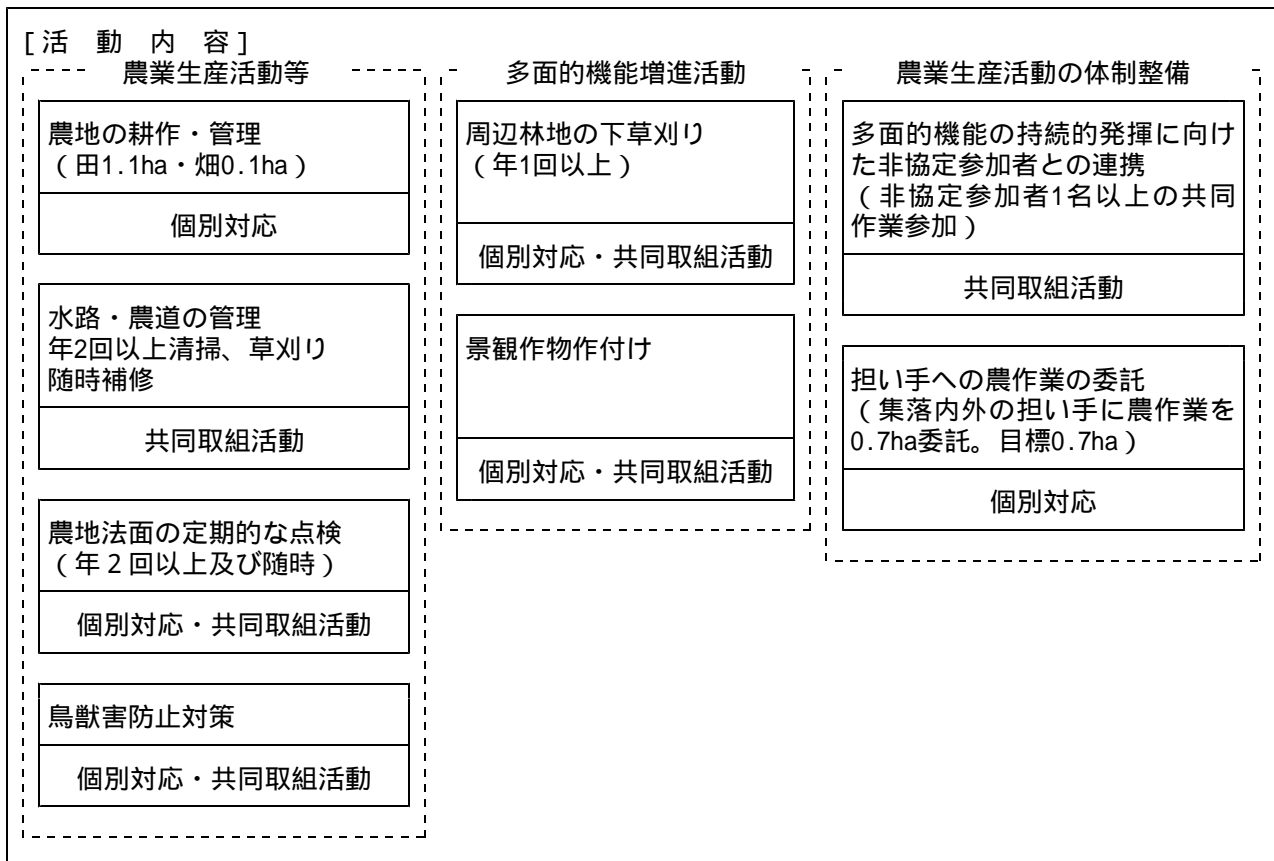 [活 動 内 容]
農業生産活動等
農地の耕作・管理
（田1.1ha・畑0.1ha）
個別対応
水路・農道の管理
年2回以上清掃、草刈り
随時補修
共同取組活動
農地法面の定期的な点検
（年２回以上及び随時）
個別対応・共同取組活動
鳥獣害防止対策
個別対応・共同取組活動
多面的機能増進活動
周辺林地の下草刈り
（年1回以上）
個別対応・共同取組活動
景観作物作付け
個別対応・共同取組活動
農業生産活動の体制整備
多面的機能の持続的発揮に向け
た非協定参加者との連携
（非協定参加者1名以上の共同
作業参加）
共同取組活動
担い手への農作業の委託
（集落内外の担い手に農作業を
0.7ha委託。目標0.7ha）
個別対応